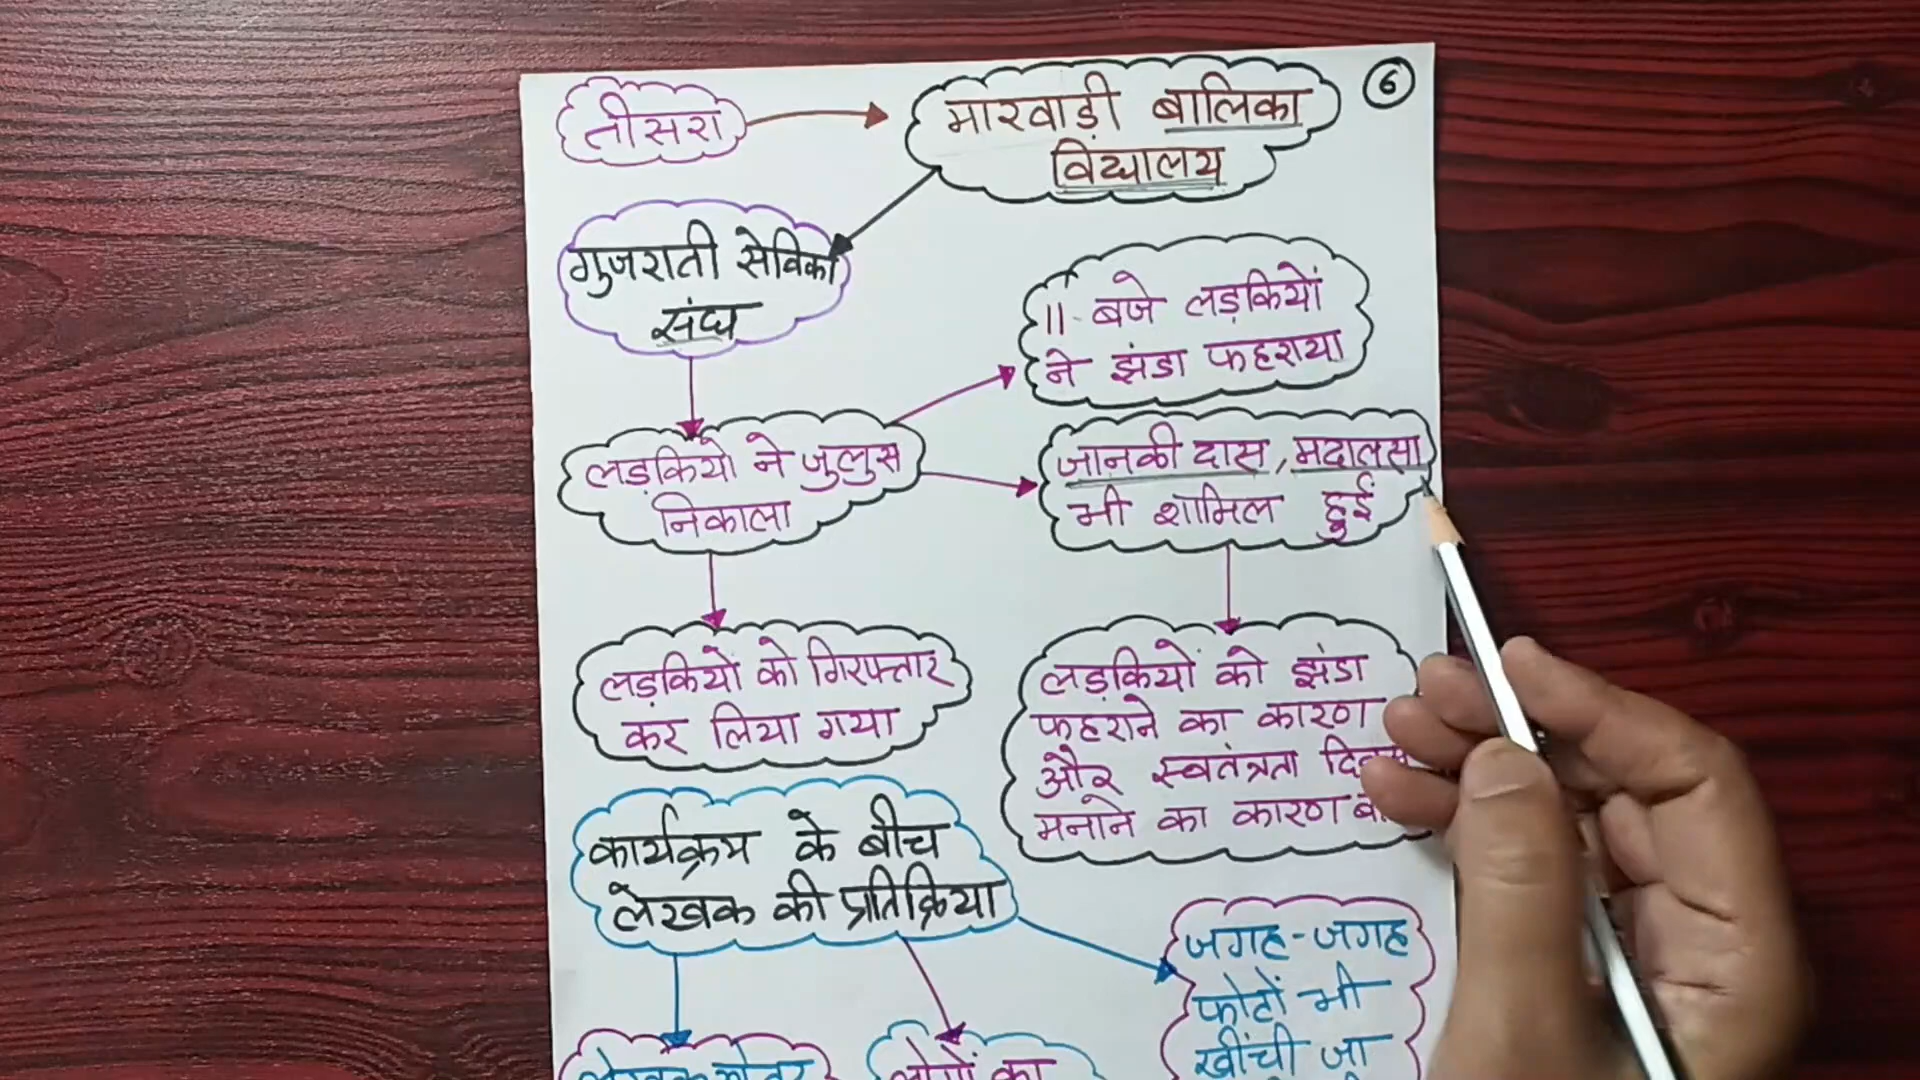 6
तीसरा
मारवाड़ी बालिका
विद्यालय
गुजराती सेविका
संघ
11 बजे लड़कियों
ने झंडा फहराया
लड़कियों ने जुलुस
निकाला
जानकी दास, मदालसा
भी शामिल हुईं
लड़कियों को गिरफ्तार
कर लिया गया
लड़कियों को झंडा
फहराने का कारण
और स्वतंत्रता
मनाने का कारण
कार्यक्रम के बीच
लेखक की प्रतिक्रिया
जगह-जगह
फोटों भी
खींची जा
लोगों का